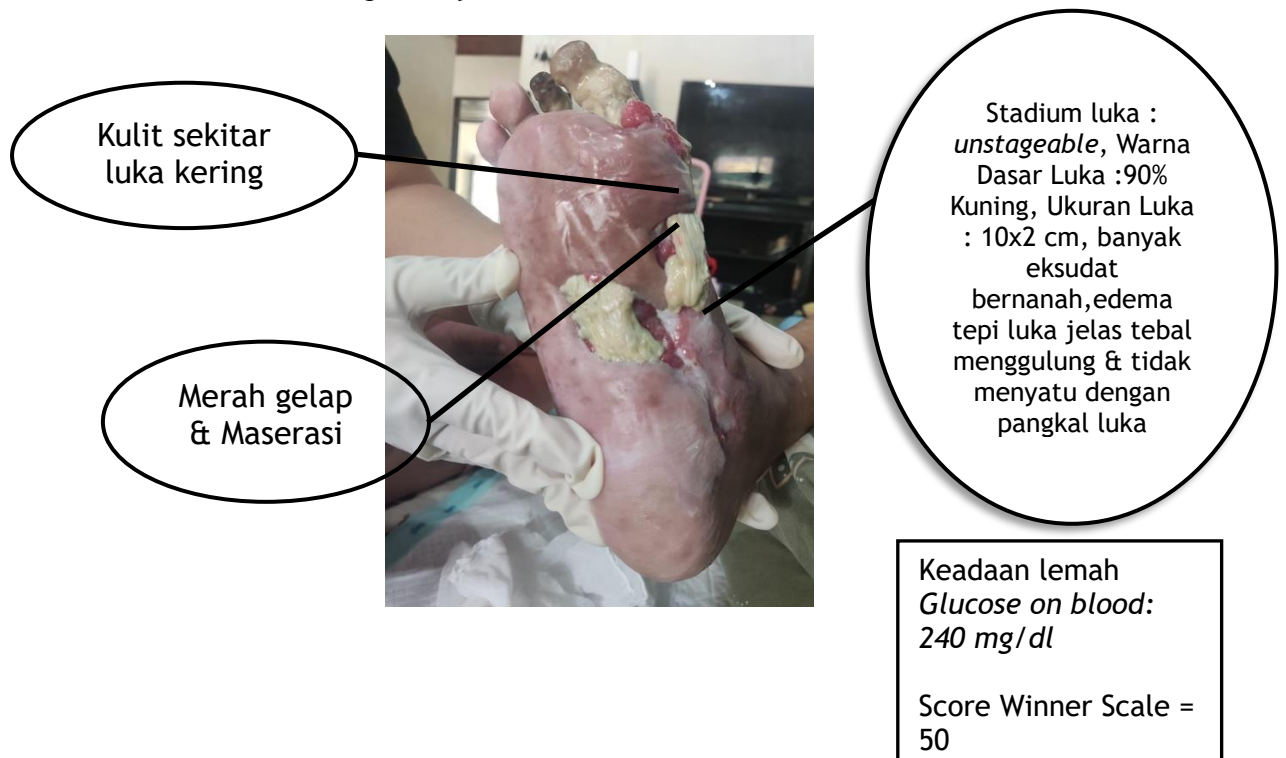 Kulit sekitar
luka kering
Merah gelap
& Maserasi
Stadium luka :
unstageable, Warna
Dasar Luka :90%
Kuning, Ukuran Luka
: 10x2 cm, banyak
eksudat
bernanah,edema
tepi luka jelas tebal
menggulung & tidak
menyatu dengan
pangkal luka
Keadaan lemah
Glucose on blood:
240 mg/dl
Score Winner Scale =
50